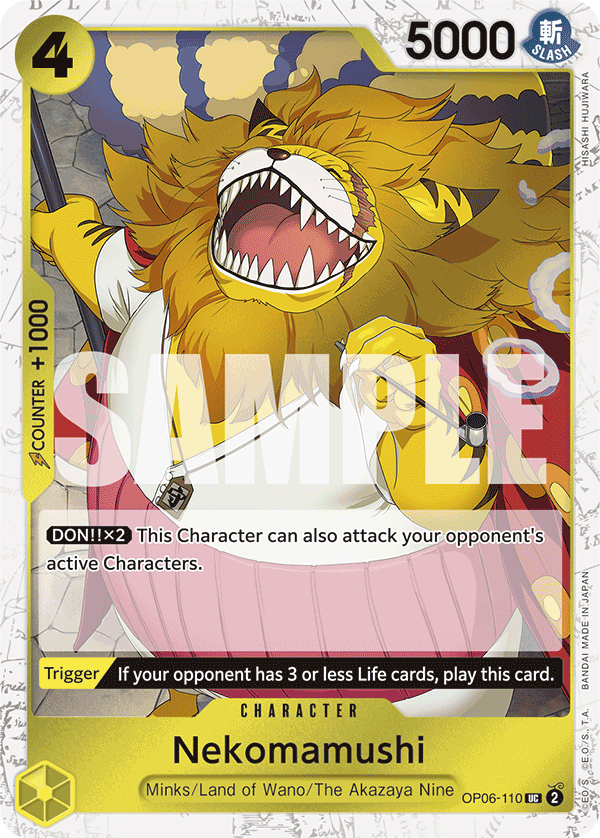 4
5000
斬
SLASH
HISASHI HUJIWARA
COUNTER +1000
SAMPLE
DON!!×2 This Character can also attack your opponent's
active Characters.
Trigger If your opponent has 3 or less Life cards, play this card.
BANDAI MADE IN JAPAN
©E.O./S. ©E.O./S.,T.A.
CHARACTER
Nekomamushi
Minks/Land of Wano/The Akazaya Nine
OP06-110 UC 2